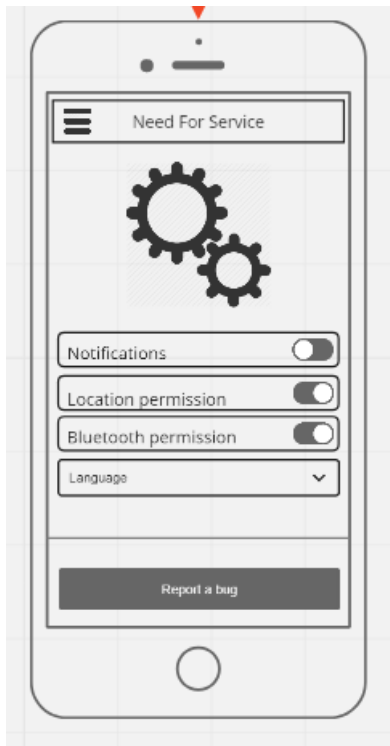 Need For Service
Notifications
Location permission
Bluetooth permission
Language
Report a bug